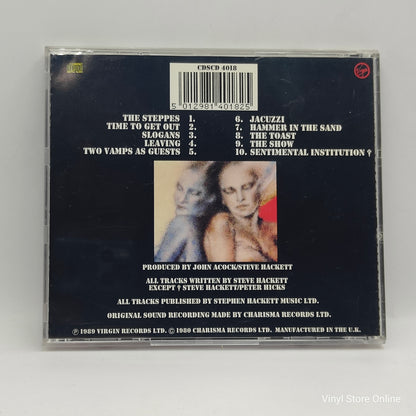 CDSCD 4018
Virgin
5 012981 401825
THE STEPPES 1.
TIME TO GET OUT 2.
SLOGANS 3.
LEAVING 4.
TWO VAMPS AS GUESTS 5.
6. JACUZZI
7. HAMMER IN THE SAND
8. THE TOAST
9. THE SHOW
10. SENTIMENTAL INSTITUTION †
PRODUCED BY JOHN ACOCK/STEVE HACKETT
ALL TRACKS WRITTEN BY STEVE HACKETT
EXCEPT † STEVE HACKETT/PETER HICKS
ALL TRACKS PUBLISHED BY STEPHEN HACKETT MUSIC LTD.
ORIGINAL SOUND RECORDING MADE BY CHARISMA RECORDS LTD.
℗ 1989 VIRGIN RECORDS LTD. © 1980 CHARISMA RECORDS LTD. MANUFACTURED IN THE U.K.
Vinyl Store Online